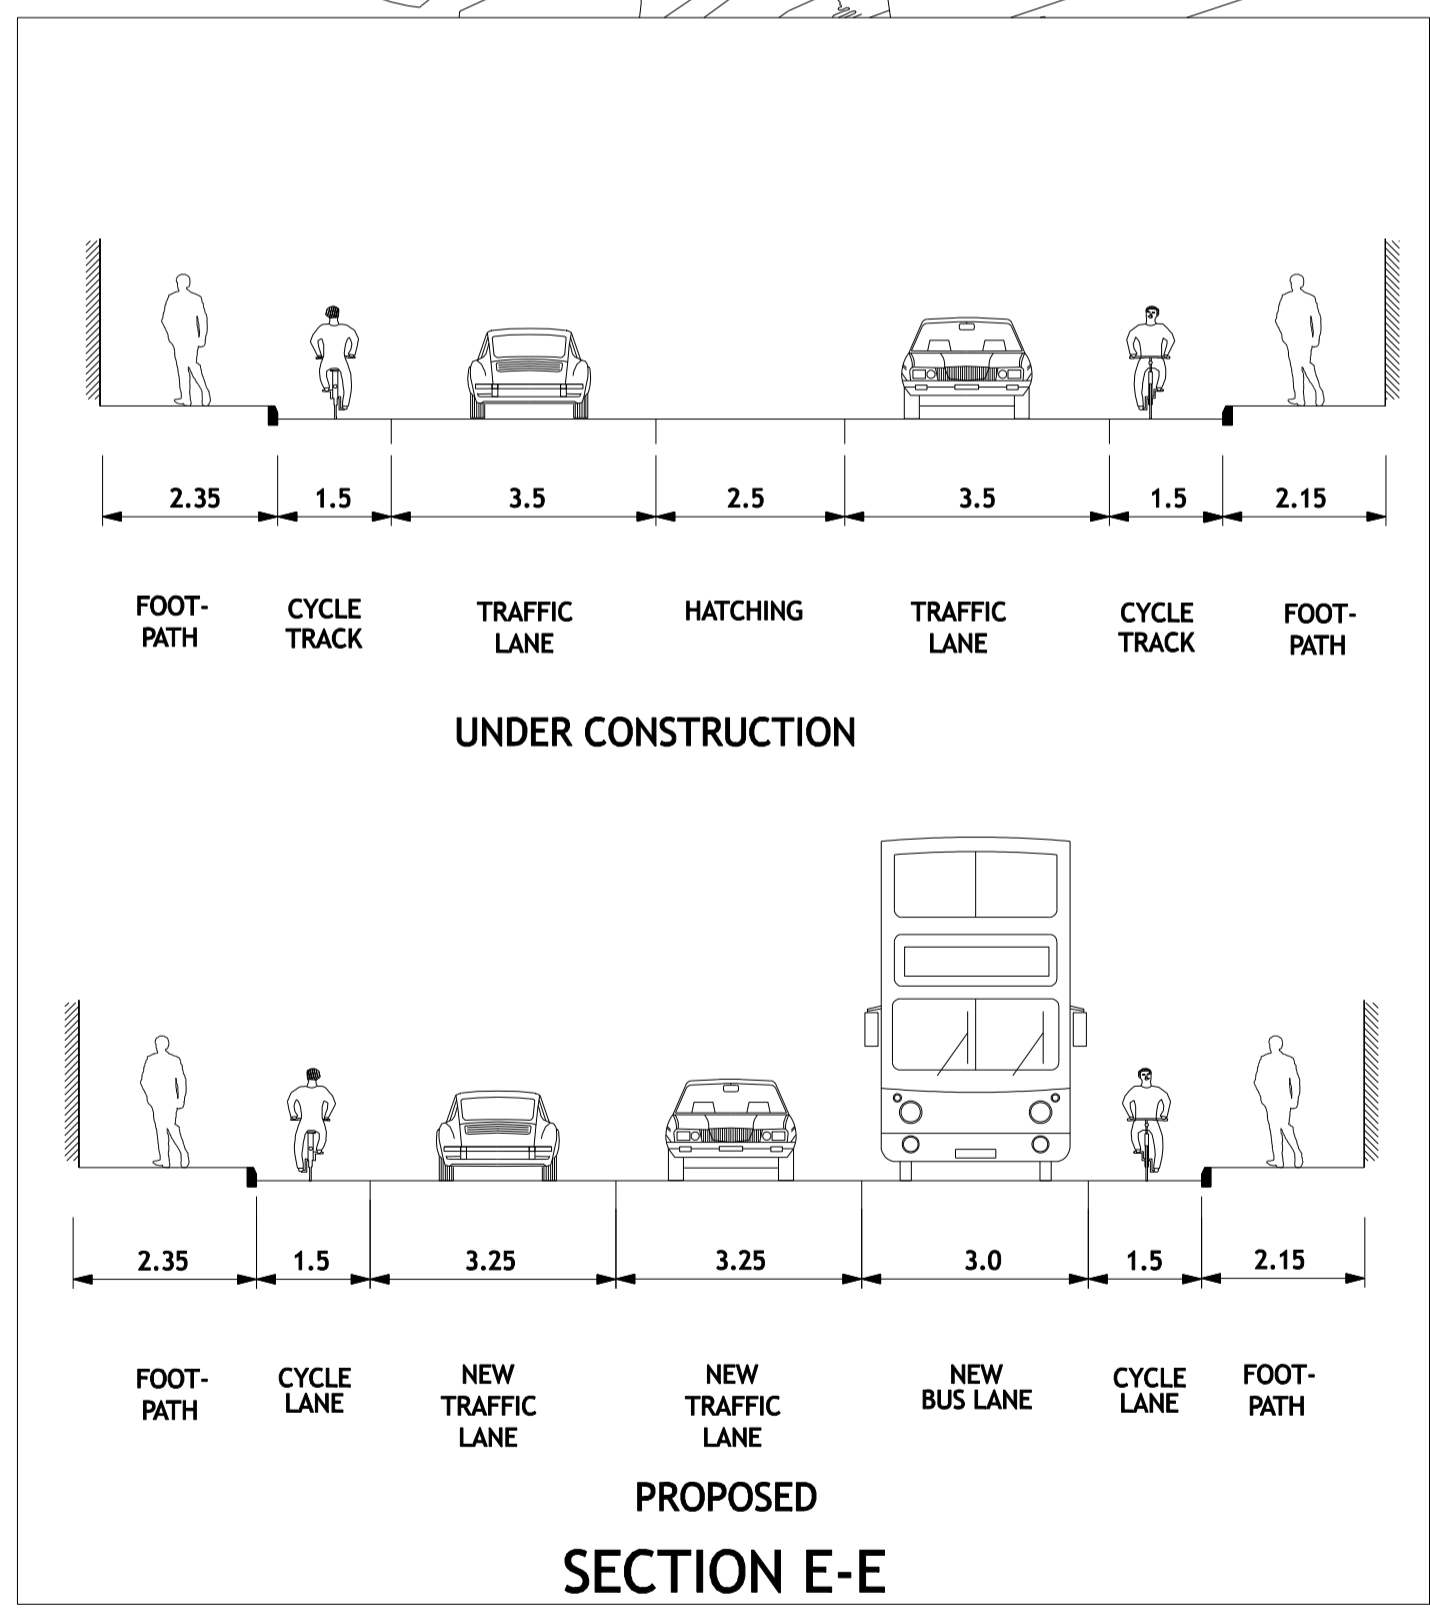 2.35 1.5 3.5 2.5 3.5 1.5 2.15
FOOT-
PATH
CYCLE
TRACK
TRAFFIC
LANE
HATCHING
TRAFFIC
LANE
CYCLE
TRACK
FOOT-
PATH
UNDER CONSTRUCTION
2.35 1.5 3.25 3.25 3.0 1.5 2.15
FOOT-
PATH
CYCLE
LANE
NEW
TRAFFIC
LANE
NEW
TRAFFIC
LANE
NEW
BUS LANE
CYCLE
LANE
FOOT-
PATH
PROPOSED
SECTION E-E